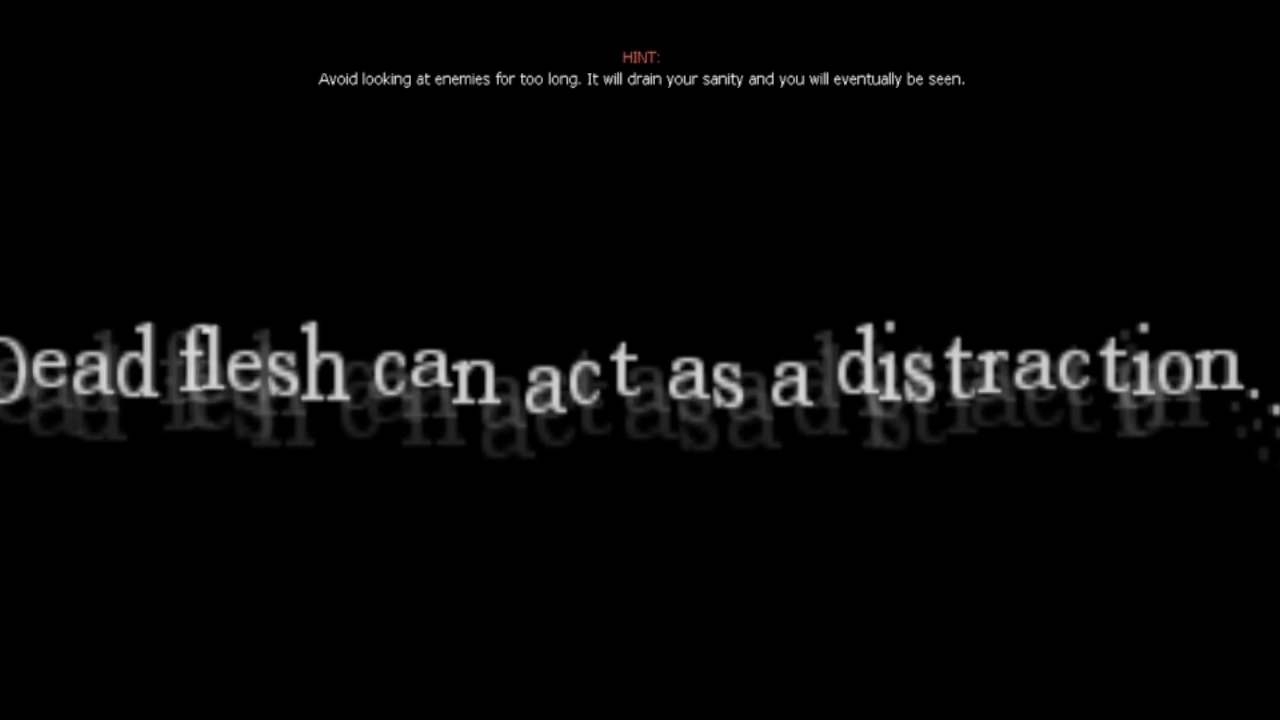 HINT:
Avoid looking at enemies for too long. It will drain your sanity and you will eventually be seen.
Dead flesh can act as a distraction...